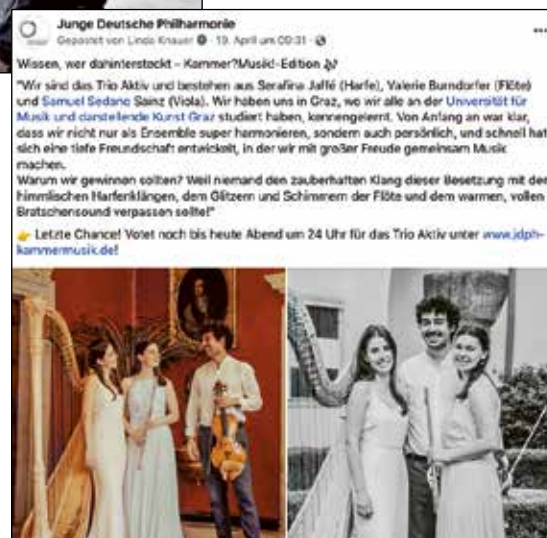 Junge Deutsche Philharmonie
Gepostet von Linda Knauer · 19. April um 00:31 ·
Wissen, wer dahintersteckt – Kammer?Musik!-Edition 🎶
"Wir sind das Trio Aktiv und bestehen aus Serafina Jaffé (Harfe), Valerie Burndorfer (Flöte)
und Samuel Sedano Sainz (Viola). Wir haben uns in Graz, wo wir alle an der Universität für
Musik und darstellende Kunst Graz studiert haben, kennengelernt. Von Anfang an war klar,
dass wir nicht nur als Ensemble super harmonieren, sondern auch persönlich, und schnell hat
sich eine tiefe Freundschaft entwickelt, in der wir mit großer Freude gemeinsam Musik
machen.
Warum wir gewinnen sollten? Weil niemand den zauberhaften Klang dieser Besetzung mit den
himmlischen Harfenklängen, dem Glitzern und Schimmern der Flöte und dem warmen, vollen
Bratschensound verpassen sollte!"
👉 Letzte Chance! Votet noch bis heute Abend um 24 Uhr für das Trio Aktiv unter www.jdph-
kammermusik.de!